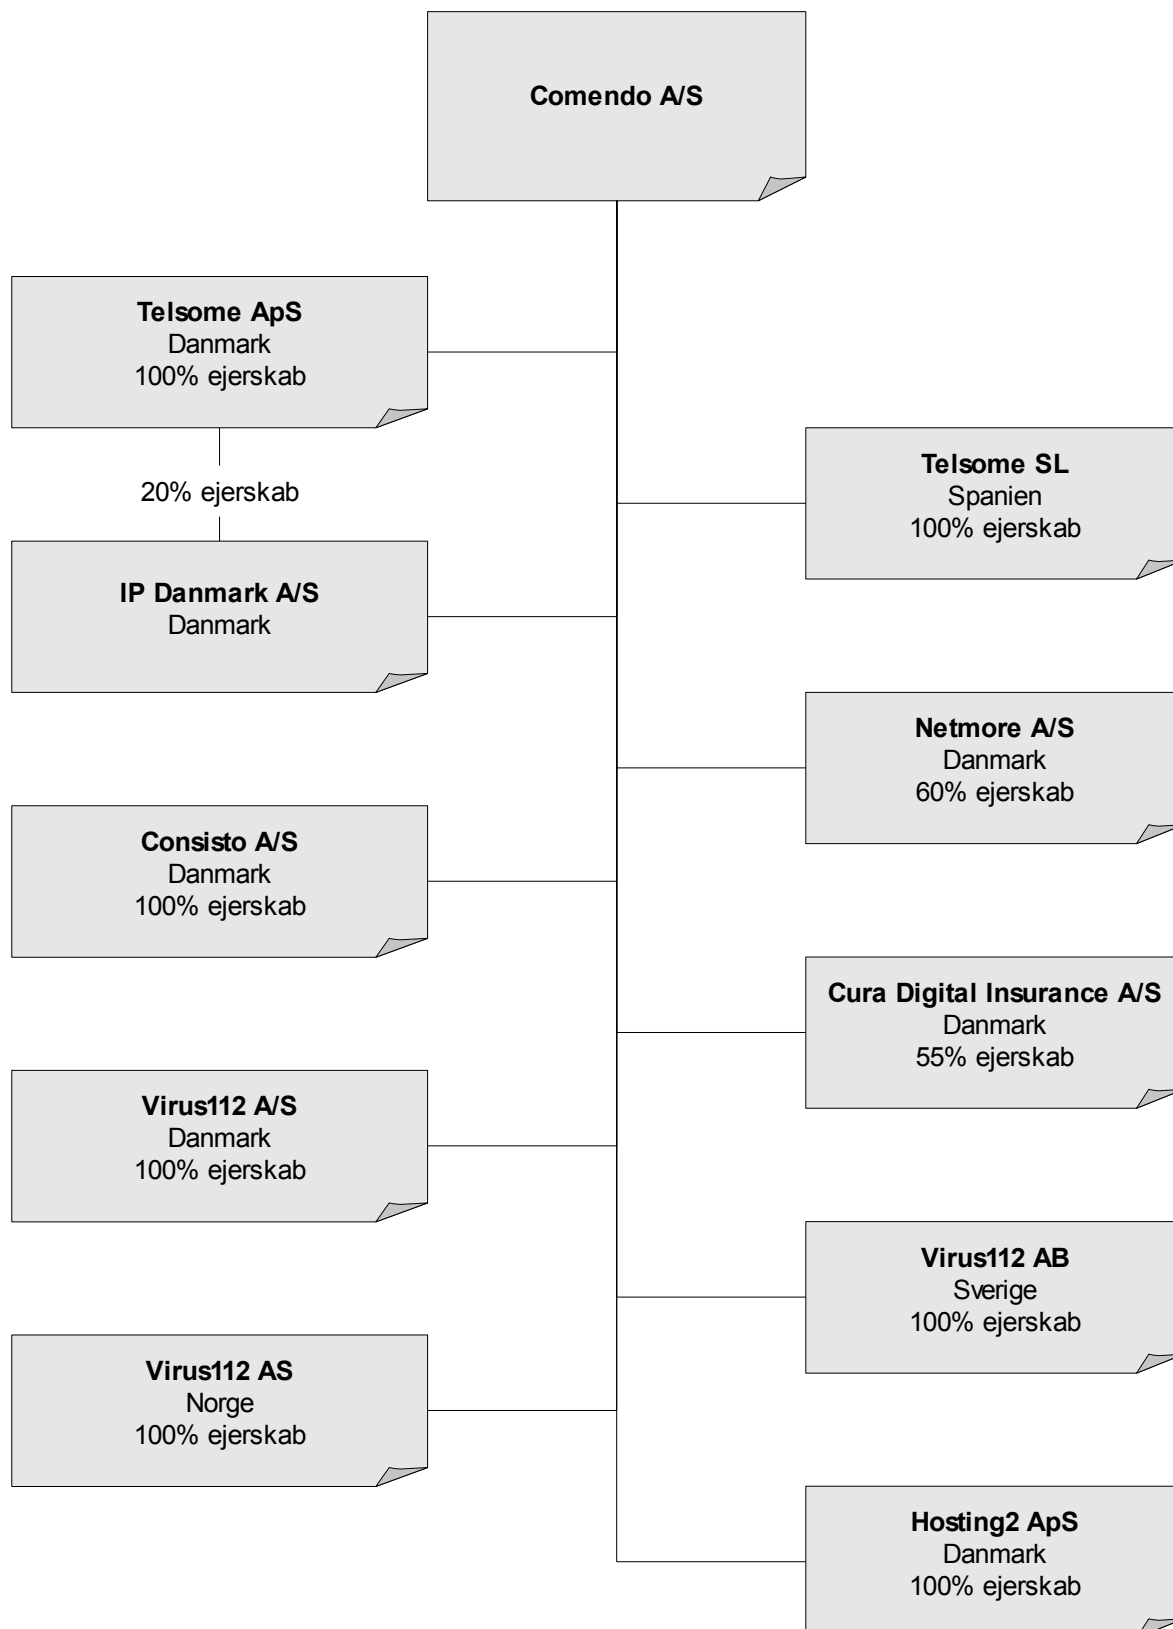 Comendo A/S
Telsome ApS
Danmark
100% ejerskab
20% ejerskab
Telsome SL
Spanien
100% ejerskab
IP Danmark A/S
Danmark
Netmore A/S
Danmark
60% ejerskab
Consisto A/S
Danmark
100% ejerskab
Cura Digital Insurance A/S
Danmark
55% ejerskab
Virus112 A/S
Danmark
100% ejerskab
Virus112 AB
Sverige
100% ejerskab
Virus112 AS
Norge
100% ejerskab
Hosting2 ApS
Danmark
100% ejerskab